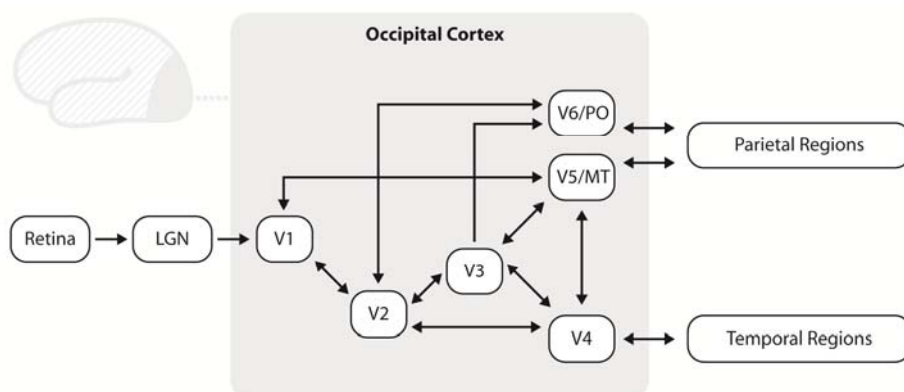 Occipital Cortex
V6/PO
Parietal Regions
V5/MT
Retina
LGN
V1
V3
V2
V4
Temporal Regions